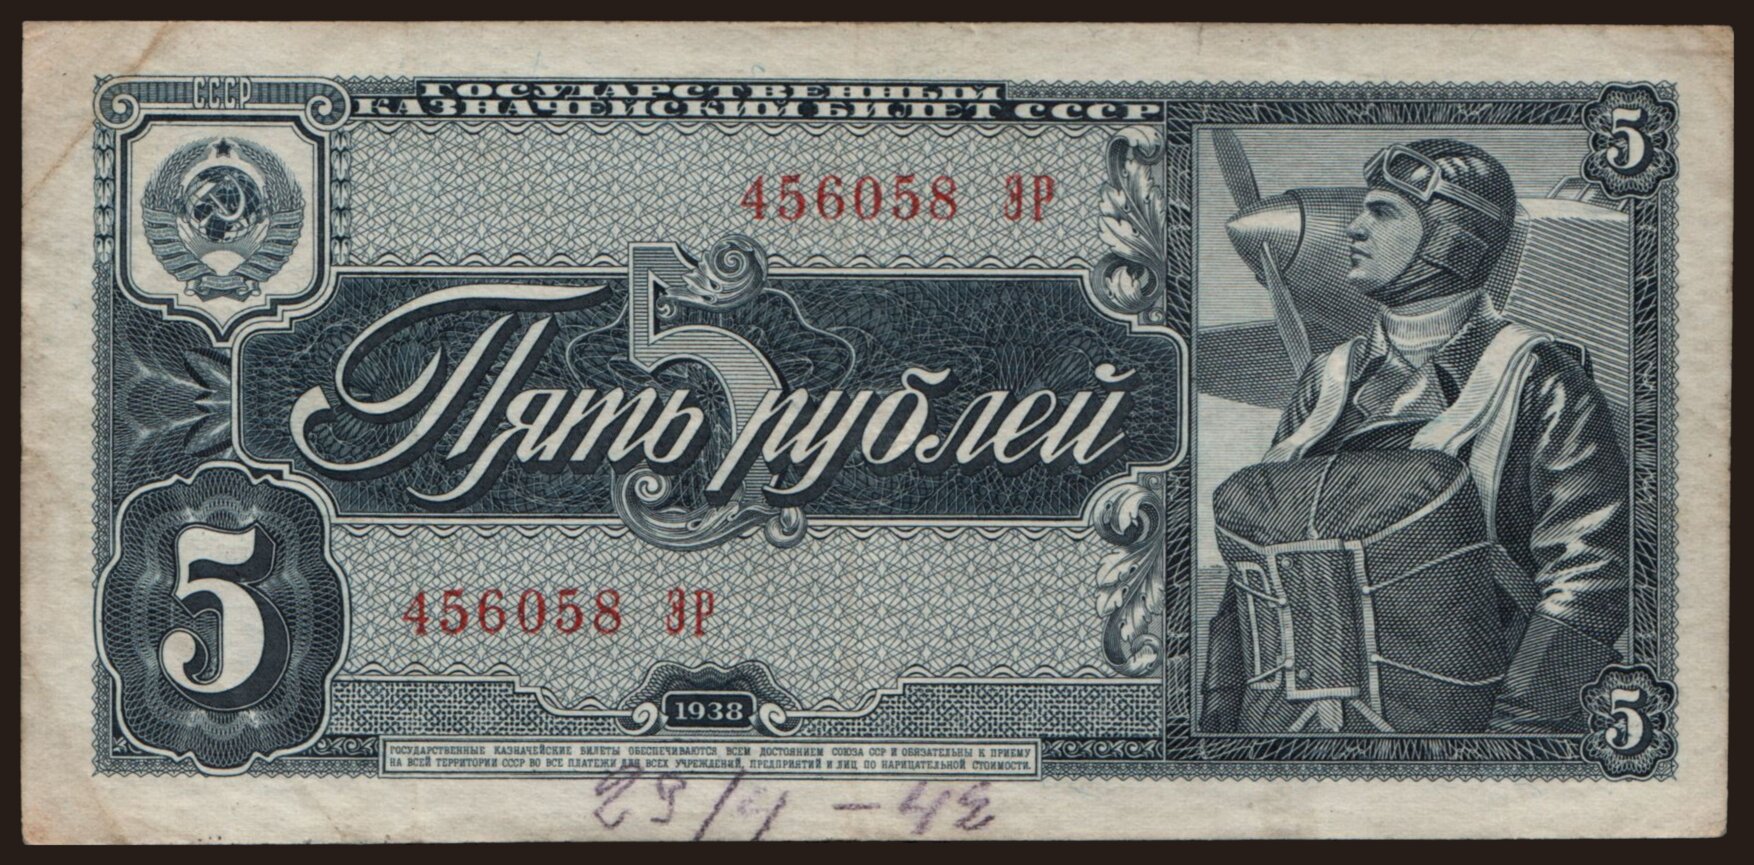 СССР
ГОСУДАРСТВЕННЫЙ
КАЗНАЧЕЙСКИЙ БИЛЕТ СССР
5
456058 ЭР
5
Пять рублей
5
456058 ЭР
1938
5
ГОСУДАРСТВЕННЫЕ КАЗНАЧЕЙСКИЕ БИЛЕТЫ ОБЕСПЕЧИВАЮТСЯ ВСЕМ ДОСТОЯНИЕМ СОЮЗА ССР И ОБЯЗАТЕЛЬНЫ К ПРИЕМУ
НА ВСЕЙ ТЕРРИТОРИИ СССР ВО ВСЕ ПЛАТЕЖИ ДЛЯ ВСЕХ УЧРЕЖДЕНИЙ, ПРЕДПРИЯТИЙ И ЛИЦ ПО НАРИЦАТЕЛЬНОЙ СТОИМОСТИ.